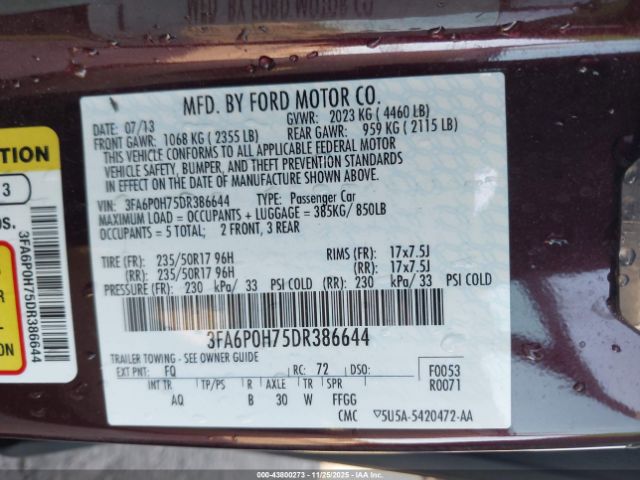 MFD. BY FORD MOTOR CO.
DATE: 07/13
GVWR: 2023 KG ( 4460 LB)
FRONT GAWR: 1068 KG ( 2355 LB)
REAR GAWR: 959 KG ( 2115 LB)
THIS VEHICLE CONFORMS TO ALL APPLICABLE FEDERAL MOTOR
VEHICLE SAFETY, BUMPER, AND THEFT PREVENTION STANDARDS
IN EFFECT ON THE DATE OF MANUFACTURE SHOWN ABOVE.
VIN: 3FA6P0H75DR386644 TYPE: Passenger Car
MAXIMUM LOAD = OCCUPANTS + LUGGAGE = 385KG/ 850LB
OCCUPANTS = 5 TOTAL; 2 FRONT, 3 REAR
TIRE (FR): 235/50R17 96H RIMS (FR): 17x7.5J
(RR): 235/50R17 96H (RR): 17x7.5J
PRESSURE (FR): 230 kPa/ 33 PSI COLD (RR): 230 kPa/ 33 PSI COLD
3FA6P0H75DR386644
TRAILER TOWING - SEE OWNER GUIDE
EXT PNT: FQ RC: 72 DSO: F0053
R0071
INT TR TP/PS R AXLE TR SPR
AQ B 30 W FFGG
CMC 5U5A-5420472-AA
TION
3
OS.
3FA6P0H75DR386644
ER
ON
© IAA
00-43800273 - 11/25/2025 - IAAI.COM